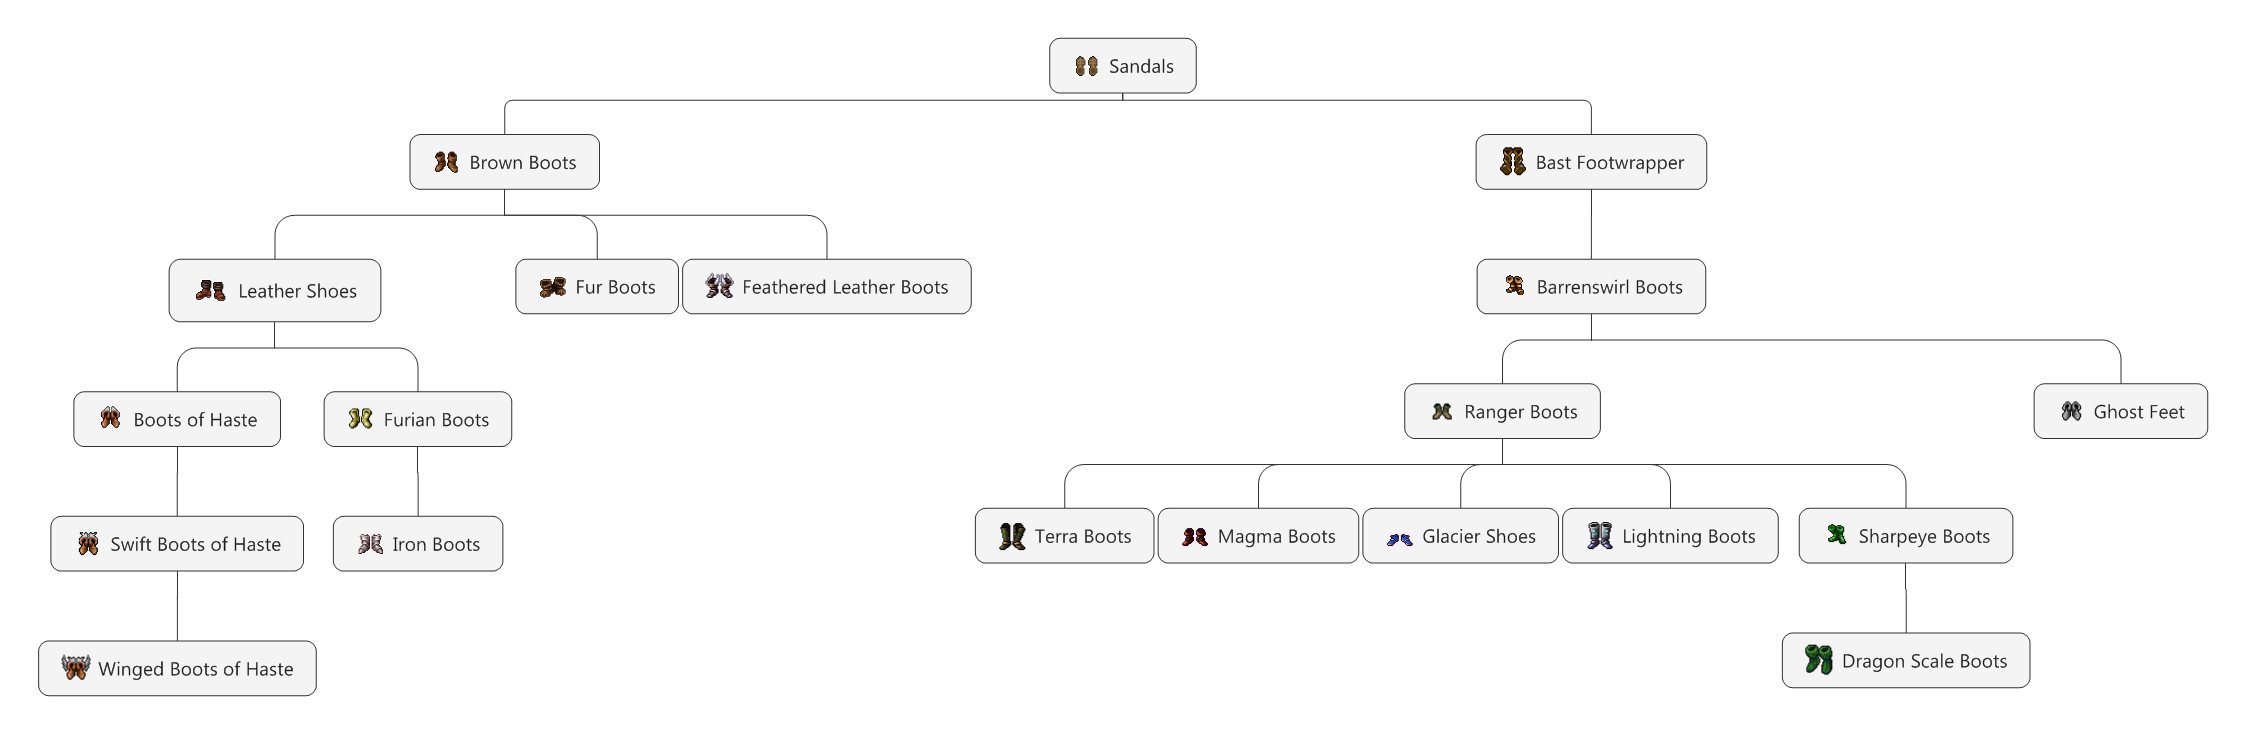 Sandals
Brown Boots
Bast Footwrapper
Leather Shoes
Fur Boots
Feathered Leather Boots
Barrenswirl Boots
Boots of Haste
Furian Boots
Ranger Boots
Ghost Feet
Swift Boots of Haste
Iron Boots
Terra Boots
Magma Boots
Glacier Shoes
Lightning Boots
Sharpeye Boots
Winged Boots of Haste
Dragon Scale Boots